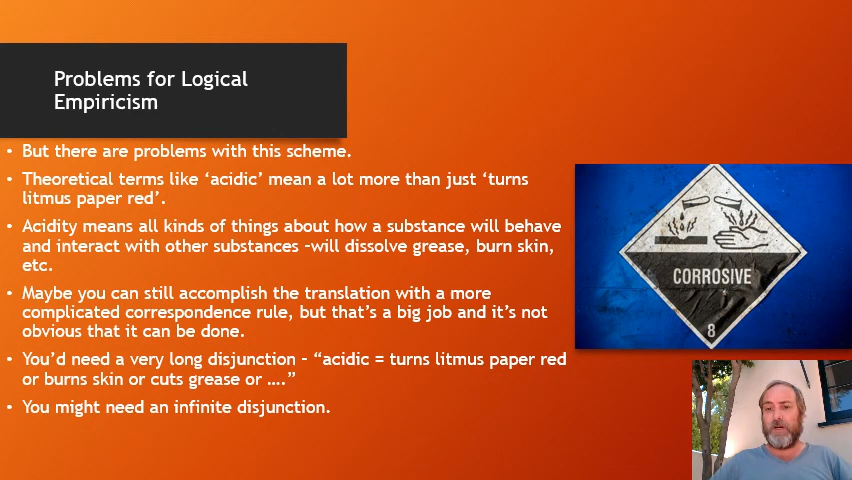 Problems for Logical
Empiricism
• But there are problems with this scheme.
• Theoretical terms like ‘acidic’ mean a lot more than just ‘turns
litmus paper red’.
• Acidity means all kinds of things about how a substance will behave
and interact with other substances –will dissolve grease, burn skin,
etc.
• Maybe you can still accomplish the translation with a more
complicated correspondence rule, but that’s a big job and it’s not
obvious that it can be done.
• You’d need a very long disjunction – “acidic = turns litmus paper red
or burns skin or cuts grease or ….”
• You might need an infinite disjunction.
CORROSIVE
8